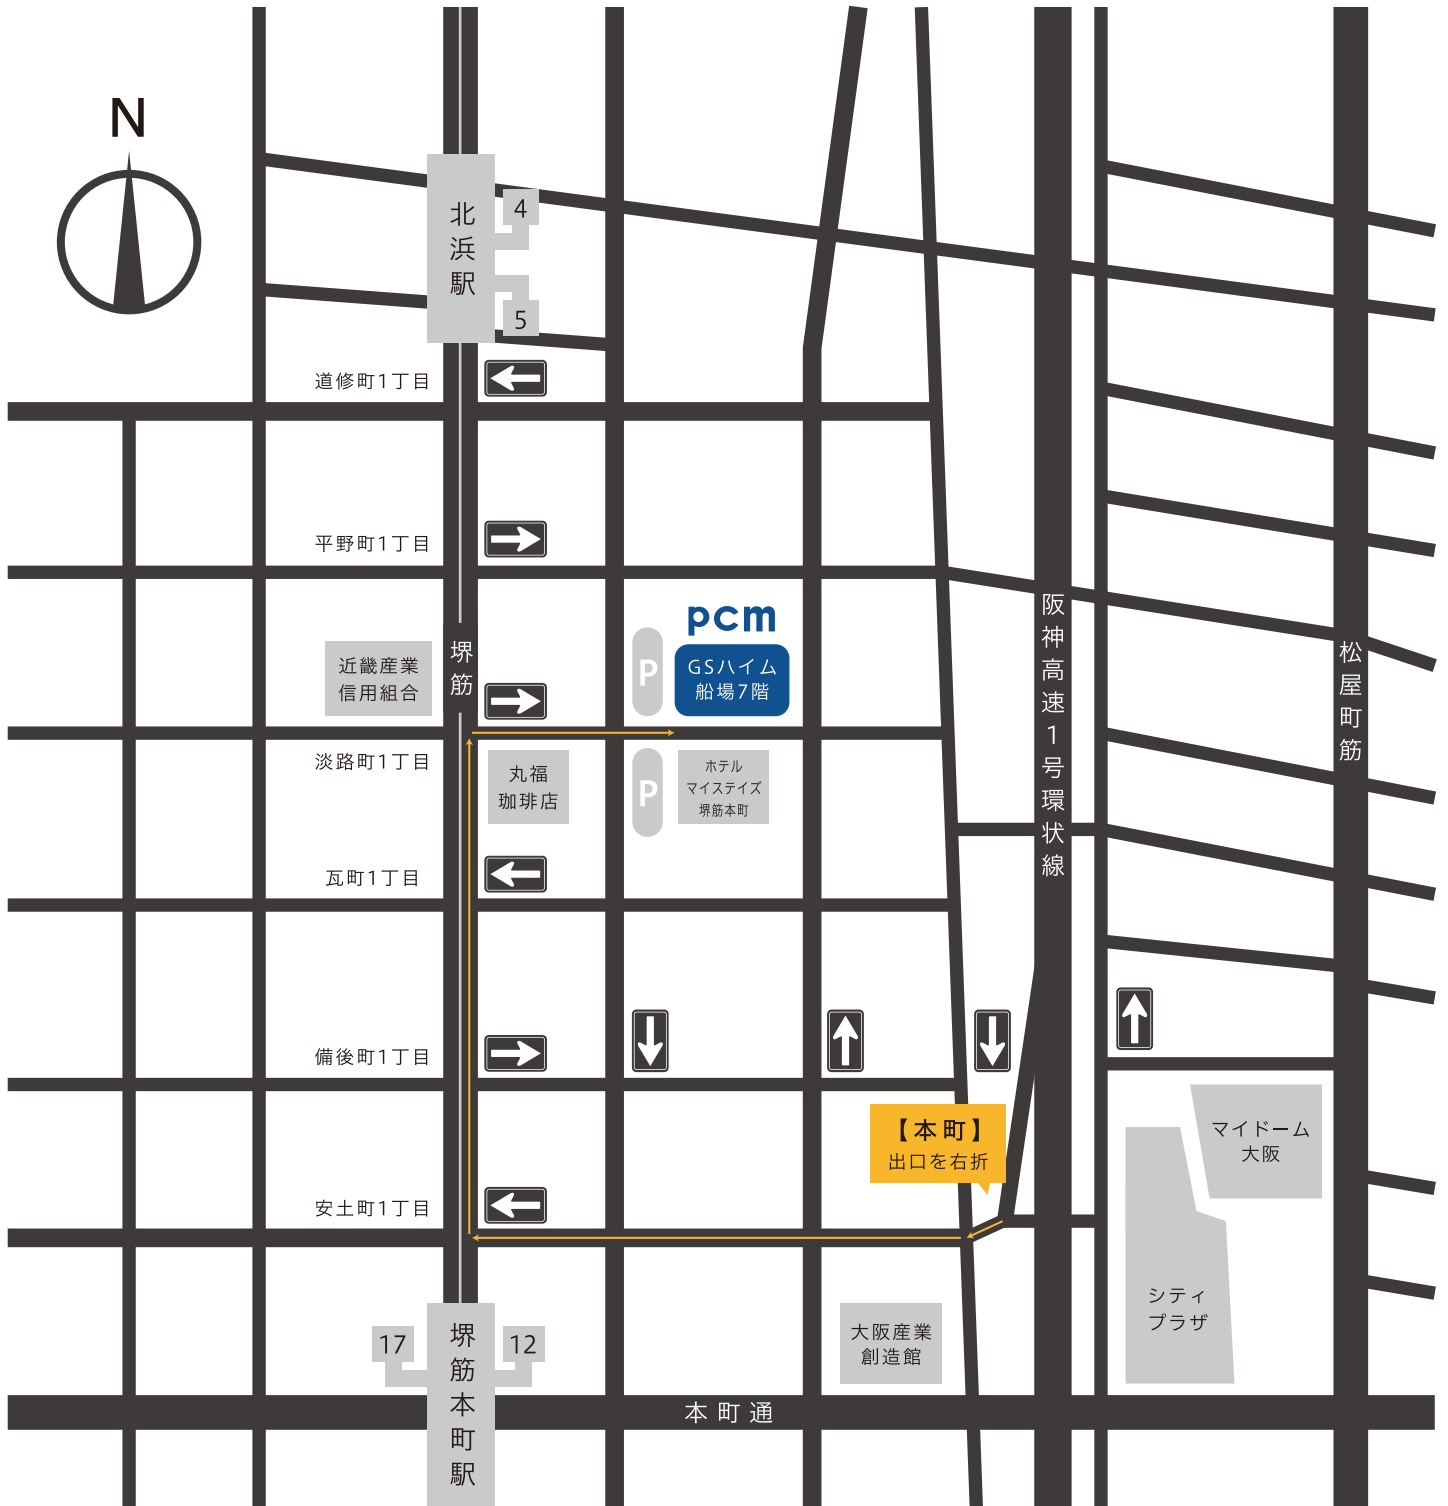 N
北浜駅
4
5
道修町1丁目
平野町1丁目
pcm
GSハイム
船場7階
P
近畿産業
信用組合
堺筋
阪神高速1号環状線
松屋町筋
淡路町1丁目
丸福
珈琲店
P
ホテル
マイステイズ
堺筋本町
瓦町1丁目
備後町1丁目
【本町】
出口を右折
マイドーム
大阪
安土町1丁目
シティ
プラザ
大阪産業
創造館
17
12
堺筋本町駅
本町通